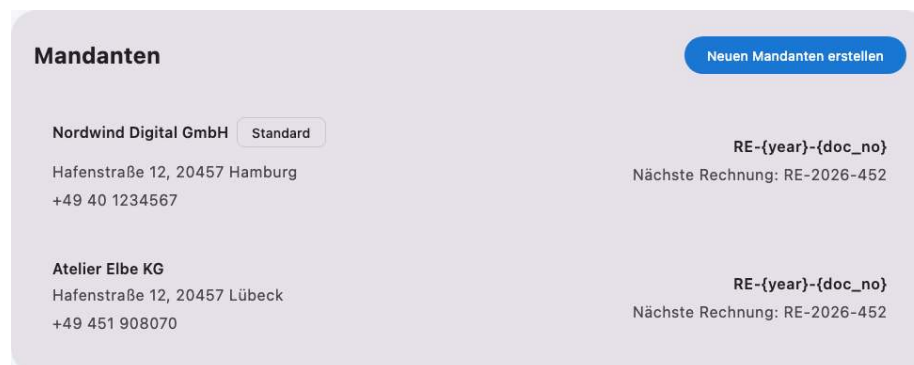 Mandanten
Neuen Mandanten erstellen
Nordwind Digital GmbH Standard
Hafenstraße 12, 20457 Hamburg
+49 40 1234567
RE-{year}-{doc_no}
Nächste Rechnung: RE-2026-452
Atelier Elbe KG
Hafenstraße 12, 20457 Lübeck
+49 451 908070
RE-{year}-{doc_no}
Nächste Rechnung: RE-2026-452